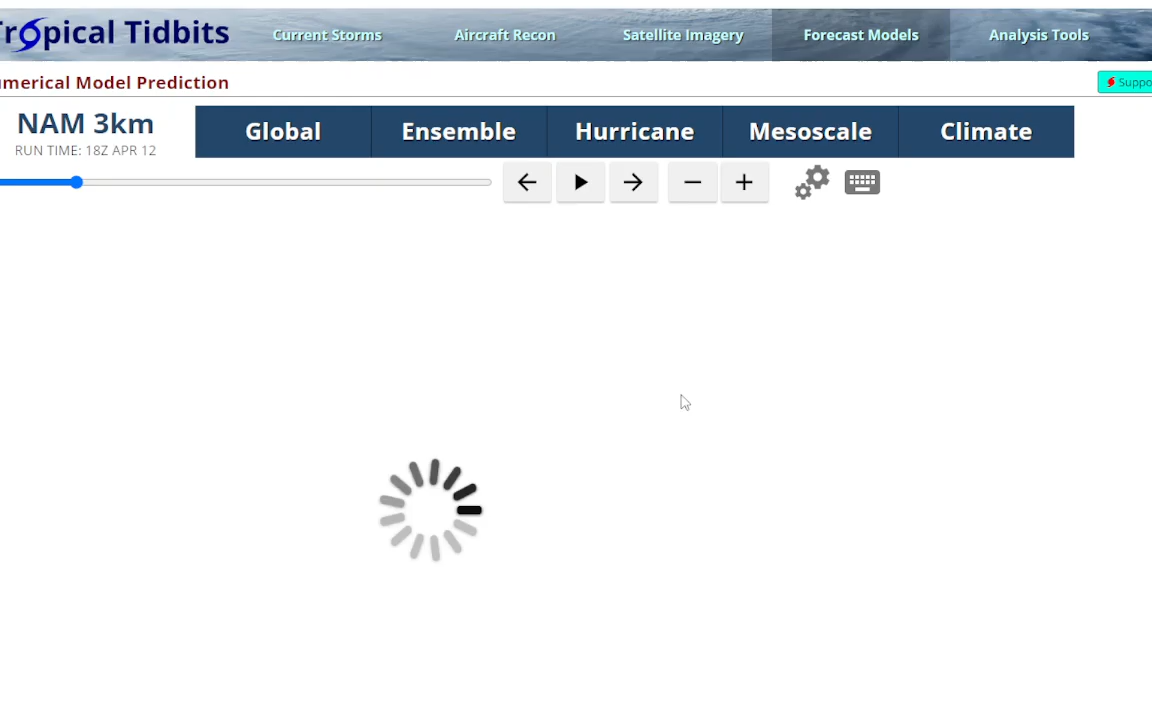 Tropical Tidbits
Current Storms Aircraft Recon Satellite Imagery Forecast Models Analysis Tools
umerical Model Prediction
Suppo
NAM 3km
RUN TIME: 18Z APR 12
Global Ensemble Hurricane Mesoscale Climate